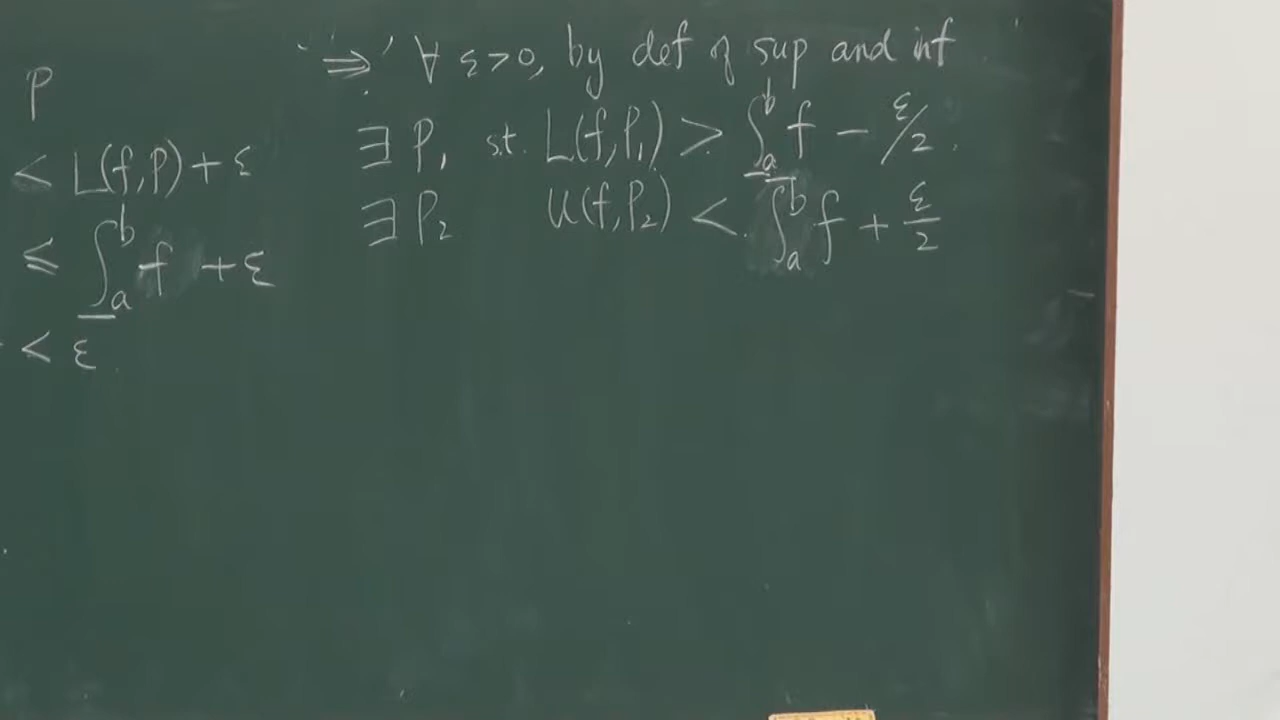 P
< L(f,P) + ε
≤ ∫_a^b f + ε
< ε
"⇒" ∀ ε>0, by def of sup and inf
∃ P₁ s.t. L(f,P₁) > ∫_a^b f − ε/2.
∃ P₂ U(f,P₂) < ∫_a^b f + ε/2